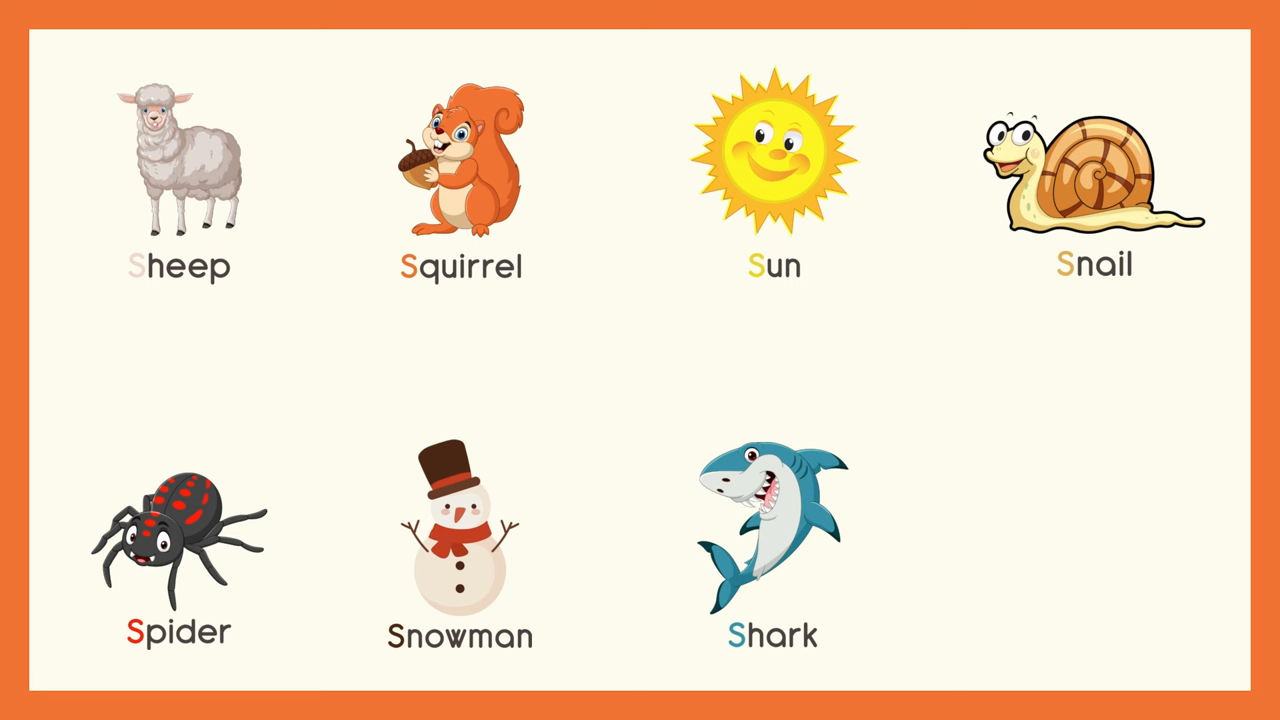 Sheep
Squirrel
Sun
Snail
Spider
Snowman
Shark